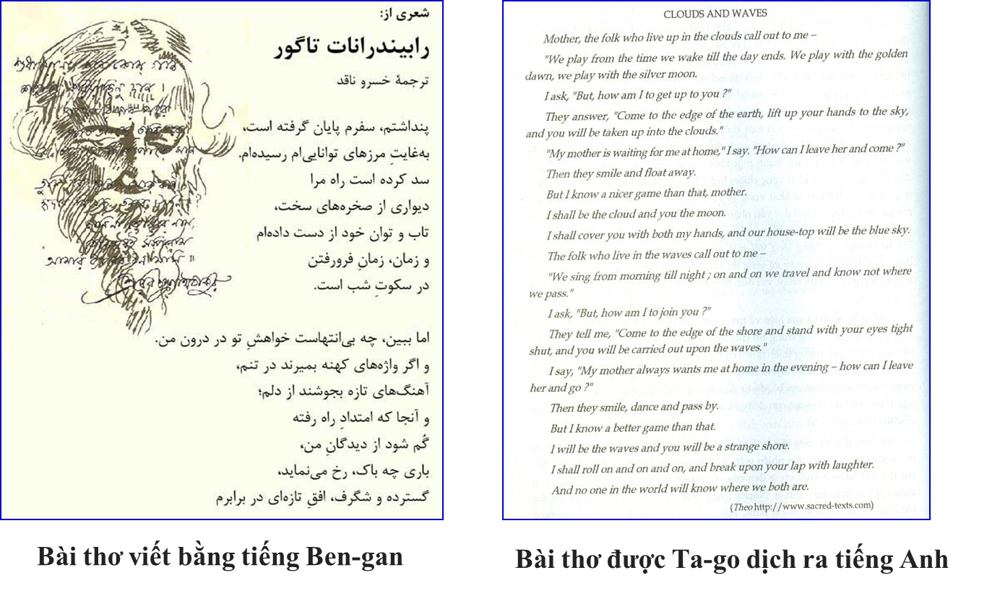 شعری از:
رابیندرانات تاگور
ترجمهٔ خسرو ناقد
پنداشتم، سفرم پایان گرفته است،
به‌غایتِ مرزهای توانایی‌ام رسیده‌ام.
سد کرده است راه مرا
دیواری از صخره‌های سخت،
تاب و توان خود از دست داده‌ام
و زمان، زمانِ فرورفتن
در سکوتِ شب است.
اما ببین، چه بی‌انتهاست خواهشِ تو در درون من.
و اگر واژه‌های کهنه بمیرند در تنم،
آهنگ‌های تازه بجوشند از دلم؛
و آنجا که امتدادِ راه رفته
گُم شود از دیدگانِ من،
باری چه باک، رخ می‌نماید،
گسترده و شگرف، افقِ تازه‌ای در برابرم
Bài thơ viết bằng tiếng Ben-gan
CLOUDS AND WAVES
Mother, the folk who live up in the clouds call out to me –
"We play from the time we wake till the day ends. We play with the golden
dawn, we play with the silver moon.
I ask, "But, how am I to get up to you ?"
They answer, "Come to the edge of the earth, lift up your hands to the sky,
and you will be taken up into the clouds."
"My mother is waiting for me at home," I say. "How can I leave her and come ?"
Then they smile and float away.
But I know a nicer game than that, mother.
I shall be the cloud and you the moon.
I shall cover you with both my hands, and our house-top will be the blue sky.
The folk who live in the waves call out to me –
"We sing from morning till night ; on and on we travel and know not where
we pass."
I ask, "But, how am I to join you ?"
They tell me, "Come to the edge of the shore and stand with your eyes tight
shut, and you will be carried out upon the waves."
I say, "My mother always wants me at home in the evening – how can I leave
her and go ?"
Then they smile, dance and pass by.
But I know a better game than that.
I will be the waves and you will be a strange shore.
I shall roll on and on and on, and break upon your lap with laughter.
And no one in the world will know where we both are.
(Theo http://www.sacred-texts.com)
Bài thơ được Ta-go dịch ra tiếng Anh